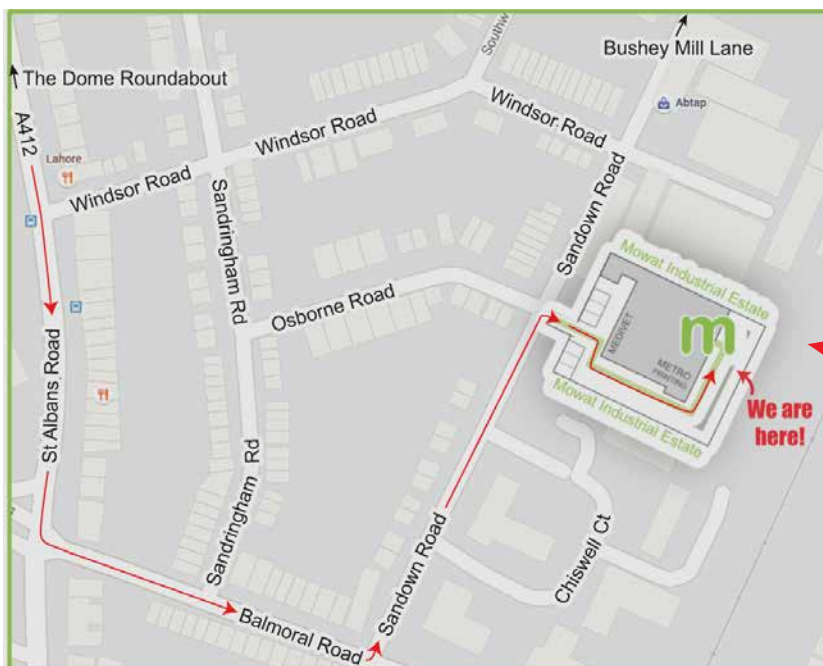 Bushey Mill Lane
Southw
The Dome Roundabout
A412
Windsor Road
Windsor Road
Windsor Road
Abtap
Lahore
Sandringham Rd
Sandown Road
Osborne Road
Mowat Industrial Estate
MEDIVET
m
METRO
PRINTING
Mowat Industrial Estate
We are
here!
St Albans Road
Sandringham Rd
Sandown Road
Chiswell Ct
Balmoral Road